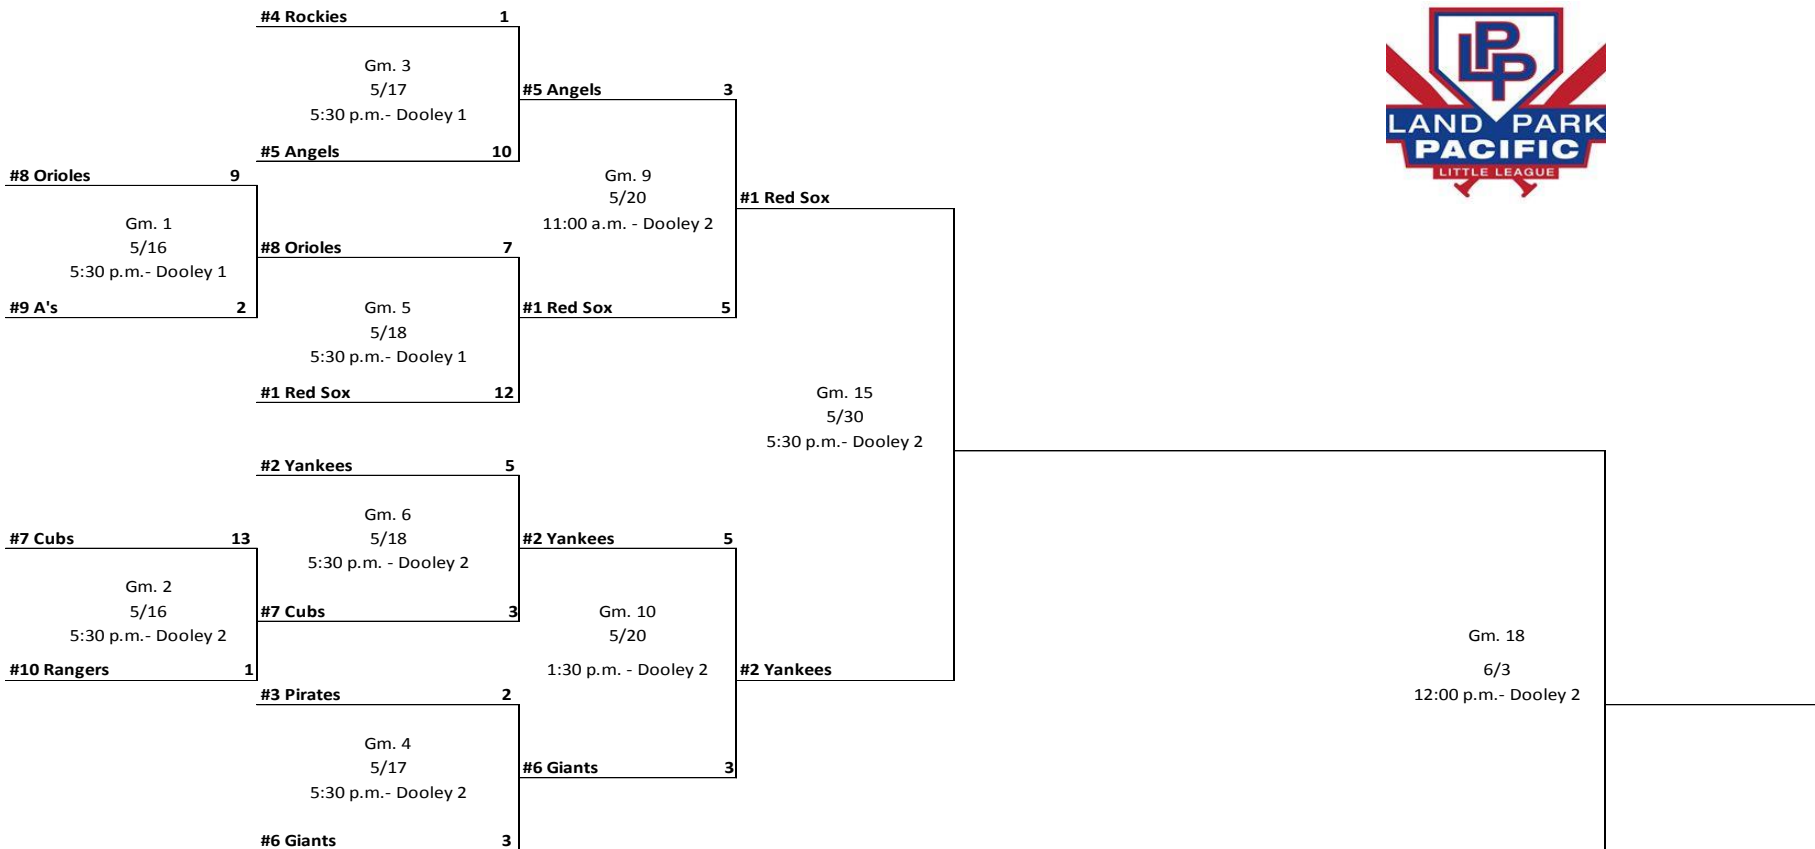 #4 Rockies 1
Gm. 3
5/17
5:30 p.m.- Dooley 1
#5 Angels 10
#8 Orioles 9
Gm. 1
5/16
5:30 p.m.- Dooley 1
#9 A's 2
#8 Orioles 7
Gm. 5
5/18
5:30 p.m.- Dooley 1
#1 Red Sox 12
#5 Angels 3
Gm. 9
5/20
11:00 a.m. - Dooley 2
#1 Red Sox 5
#1 Red Sox
Gm. 15
5/30
5:30 p.m.- Dooley 2
#2 Yankees
#2 Yankees 5
Gm. 6
5/18
5:30 p.m. - Dooley 2
#7 Cubs 3
#7 Cubs 13
Gm. 2
5/16
5:30 p.m.- Dooley 2
#10 Rangers 1
#2 Yankees 5
Gm. 10
5/20
1:30 p.m. - Dooley 2
#6 Giants 3
#3 Pirates 2
Gm. 4
5/17
5:30 p.m.- Dooley 2
#6 Giants 3
Gm. 18
6/3
12:00 p.m.- Dooley 2
LPP
LAND PARK
PACIFIC
LITTLE LEAGUE